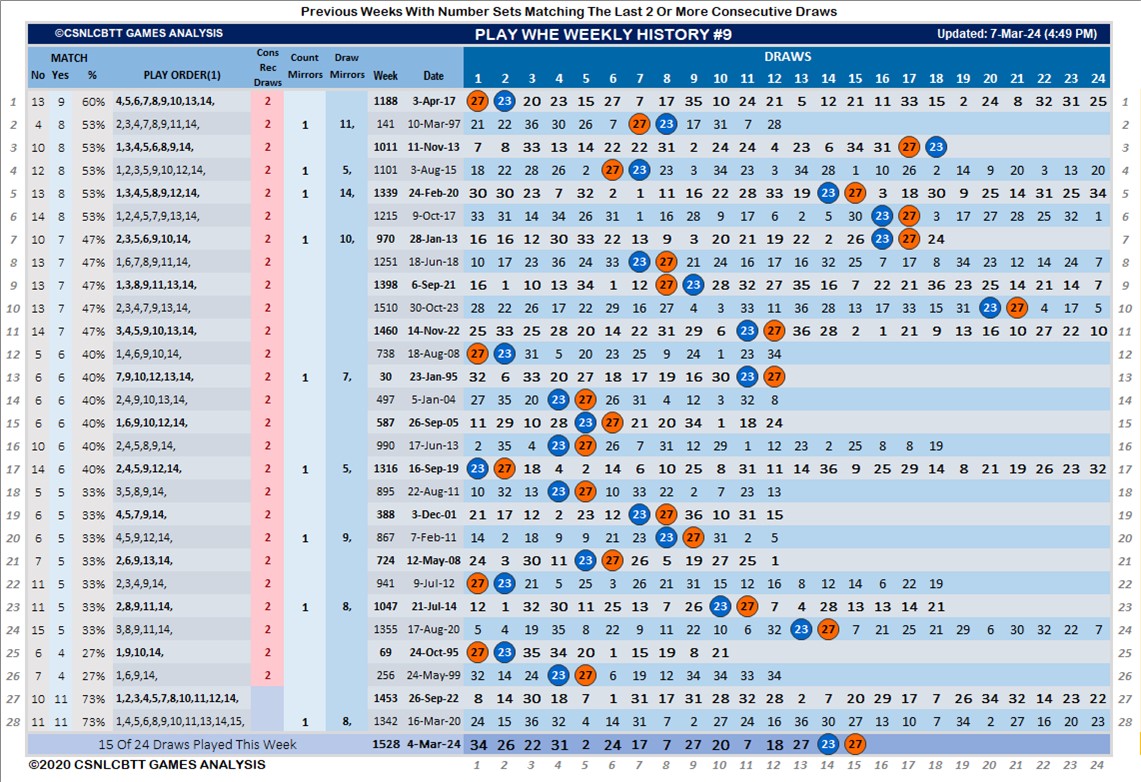 Previous Weeks With Number Sets Matching The Last 2 Or More Consecutive Draws
©CSNLCBTT GAMES ANALYSIS PLAY WHE WEEKLY HISTORY #9 Updated: 7-Mar-24 (4:49 PM)
MATCH Cons Rec Draws Count Mirrors Draw Mirrors DRAWS
No Yes % PLAY ORDER(1) Week Date 1 2 3 4 5 6 7 8 9 10 11 12 13 14 15 16 17 18 19 20 21 22 23 24
1 13 9 60% 4,5,6,7,8,9,10,13,14, 2 1188 3-Apr-17 27 23 20 23 15 27 7 17 35 10 24 21 5 12 21 11 33 15 2 24 8 32 31 25 1
2 4 8 53% 2,3,4,7,8,9,11,14, 2 1 11, 141 10-Mar-97 21 22 36 30 26 7 27 23 17 31 7 28 2
3 10 8 53% 1,3,4,5,6,8,9,14, 2 1011 11-Nov-13 7 8 33 13 14 22 22 31 2 24 24 4 23 6 34 31 27 23 3
4 12 8 53% 1,2,3,5,9,10,12,14, 2 1 5, 1101 3-Aug-15 18 22 28 26 2 27 23 23 3 34 23 3 34 28 1 10 26 2 14 9 20 3 13 20 4
5 13 8 53% 1,3,4,5,8,9,12,14, 2 1 14, 1339 24-Feb-20 30 30 23 7 32 2 5 1 11 16 22 28 33 19 23 27 3 18 30 9 25 14 31 25 34 5
6 14 8 53% 1,2,4,5,7,9,13,14, 2 1215 9-Oct-17 33 31 14 34 26 31 1 16 28 9 17 6 2 5 30 23 27 3 17 27 28 25 32 1 6
7 10 7 47% 2,3,5,6,9,10,14, 2 1 10, 970 28-Jan-13 16 16 12 30 33 22 13 9 3 20 21 19 22 2 26 23 27 24 7
8 13 7 47% 1,6,7,8,9,11,14, 2 1251 18-Jun-18 10 17 23 36 24 33 23 27 21 24 16 17 16 32 25 7 17 8 34 23 12 14 24 7 8
9 13 7 47% 1,3,8,9,11,13,14, 2 1398 6-Sep-21 16 1 10 13 34 1 12 27 23 28 32 27 35 16 7 22 21 36 23 25 14 21 14 7 9
10 13 7 47% 2,3,4,7,9,13,14, 2 1510 30-Oct-23 28 22 26 17 22 29 16 27 4 3 33 11 36 28 13 17 33 15 31 23 27 4 17 5 10
11 14 7 47% 3,4,5,9,10,13,14, 2 1460 14-Nov-22 25 33 25 28 20 14 22 31 29 6 23 27 36 28 2 1 21 9 13 16 10 27 22 10 11
12 5 6 40% 1,4,6,9,10,14, 2 738 18-Aug-08 27 23 31 5 20 23 25 9 24 1 23 34 12
13 6 6 40% 7,9,10,12,13,14, 2 1 7, 30 23-Jan-95 32 6 33 20 27 18 17 19 16 30 23 27 13
14 6 6 40% 2,4,9,10,13,14, 2 497 5-Jan-04 27 35 20 23 27 26 31 4 12 3 32 8 14
15 6 6 40% 1,6,9,10,12,14, 2 587 26-Sep-05 11 29 10 28 23 27 21 20 34 1 18 24 15
16 10 6 40% 2,4,5,8,9,14, 2 990 17-Jun-13 2 35 4 23 27 26 7 31 12 29 1 12 23 2 25 8 8 19 16
17 14 6 40% 2,4,5,9,12,14, 2 1 5, 1316 16-Sep-19 23 27 18 4 2 14 6 10 25 8 31 11 14 36 9 25 29 14 8 21 19 26 23 32 17
18 5 5 33% 3,5,8,9,14, 2 895 22-Aug-11 10 32 18 23 27 10 33 22 2 7 23 13 18
19 5 5 33% 4,5,7,9,14, 2 388 3-Dec-01 21 17 12 2 23 12 23 27 36 10 31 15 19
20 6 5 33% 4,5,9,12,14, 2 1 9, 867 7-Feb-11 14 2 18 9 9 21 23 23 27 31 2 5 20
21 7 5 33% 2,6,9,13,14, 2 724 12-May-08 24 3 30 11 23 27 26 5 19 27 25 1 21
22 11 5 33% 2,3,4,9,14, 2 941 9-Jul-12 27 23 21 5 25 3 26 21 31 15 12 16 8 12 14 6 22 19 22
23 11 5 33% 2,8,9,11,14, 2 1 8, 1047 21-Jul-14 12 1 32 30 11 25 13 7 26 23 27 7 4 28 13 13 14 21 23
24 15 5 33% 3,8,9,11,14, 2 1355 17-Aug-20 5 4 19 35 8 22 9 11 22 10 6 32 23 27 7 21 25 21 29 6 30 32 22 7 24
25 6 4 27% 1,9,10,14, 2 69 24-Oct-95 27 23 35 34 20 1 15 19 8 21 25
26 7 4 27% 1,6,9,14, 2 256 24-May-99 32 14 24 23 27 6 19 12 34 34 33 34 26
27 10 11 73% 1,2,3,4,5,7,8,10,11,12,14, 1453 26-Sep-22 8 14 30 18 7 1 31 17 31 28 32 28 2 7 20 29 17 7 26 34 32 14 23 22 27
28 11 11 73% 1,4,5,6,8,9,10,11,13,14,15, 1 8, 1342 16-Mar-20 24 15 36 32 4 14 31 7 2 27 24 16 36 30 27 13 10 7 34 2 27 16 20 23 28
15 Of 24 Draws Played This Week 1528 4-Mar-24 34 26 22 31 2 24 17 7 27 20 7 18 27 23 27
©2020 CSNLCBTT GAMES ANALYSIS 1 2 3 4 5 6 7 8 9 10 11 12 13 14 15 16 17 18 19 20 21 22 23 24